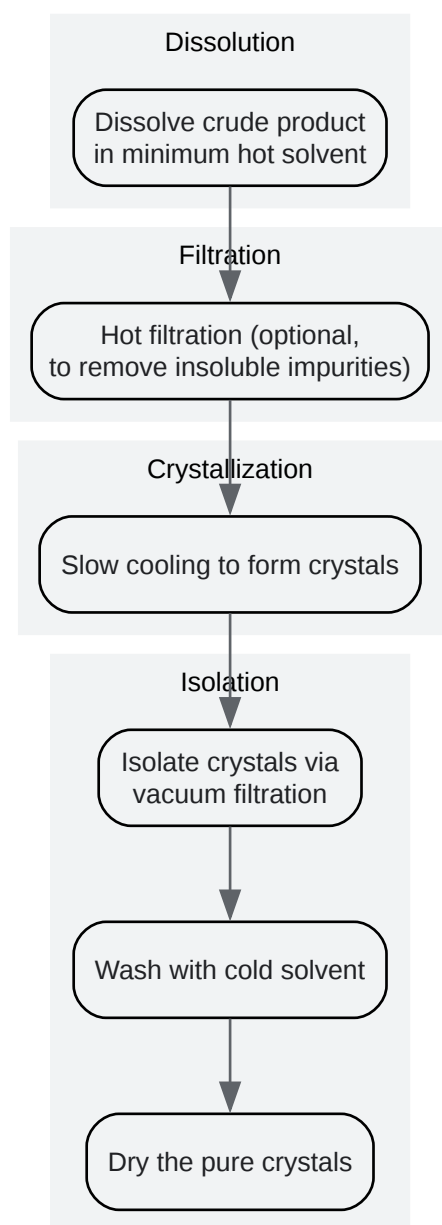 Dissolution
Dissolve crude product
in minimum hot solvent
Filtration
Hot filtration (optional,
to remove insoluble impurities)
Crystallization
Slow cooling to form crystals
Isolation
Isolate crystals via
vacuum filtration
Wash with cold solvent
Dry the pure crystals